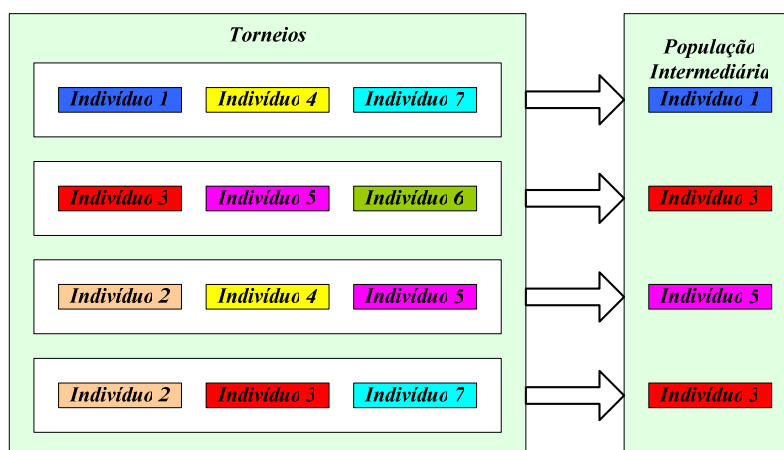 Torneios
População
Intermediária
Indivíduo 1 Indivíduo 4 Indivíduo 7 Indivíduo 1
Indivíduo 3 Indivíduo 5 Indivíduo 6 Indivíduo 3
Indivíduo 2 Indivíduo 4 Indivíduo 5 Indivíduo 5
Indivíduo 2 Indivíduo 3 Indivíduo 7 Indivíduo 3